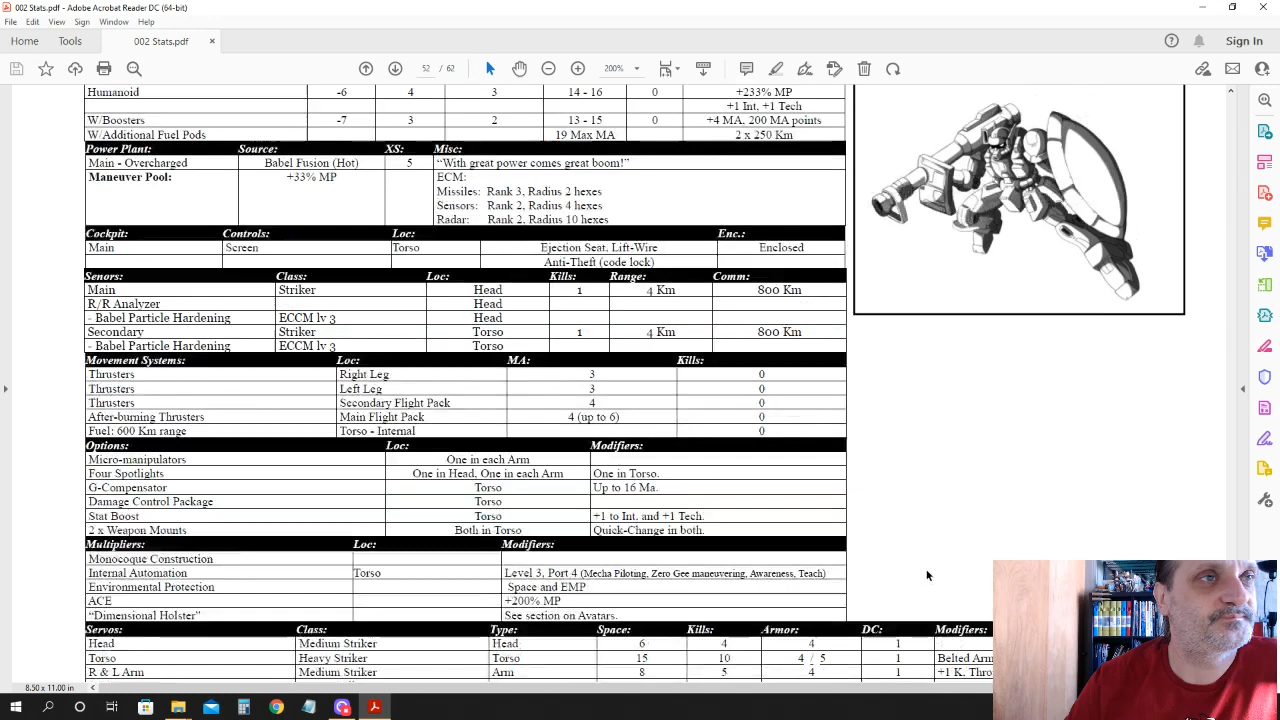 002 Stats.pdf - Adobe Acrobat Reader DC (64-bit)
File Edit View Sign Window Help
Home Tools 002 Stats.pdf × Sign In
52 / 62 200%
Humanoid -6 4 3 14 - 16 0 +233% MP
+1 Int, +1 Tech
W/Boosters -7 3 2 13 - 15 0 +4 MA, 200 MA points
W/Additional Fuel Pods 19 Max MA 2 x 250 Km
Power Plant: Source: XS: Misc:
Main - Overcharged Babel Fusion (Hot) 5 “With great power comes great boom!”
Maneuver Pool: +33% MP ECM:
Missiles: Rank 3, Radius 2 hexes
Sensors: Rank 2, Radius 4 hexes
Radar: Rank 2, Radius 10 hexes
Cockpit: Controls: Loc: Enc.:
Main Screen Torso Ejection Seat, Lift-Wire Enclosed
Anti-Theft (code lock)
Senors: Class: Loc: Kills: Range: Comm:
Main Striker Head 1 4 Km 800 Km
R/R Analyzer Head
- Babel Particle Hardening ECCM lv 3 Head
Secondary Striker Torso 1 4 Km 800 Km
- Babel Particle Hardening ECCM lv 3 Torso
Movement Systems: Loc: MA: Kills:
Thrusters Right Leg 3 0
Thrusters Left Leg 3 0
Thrusters Secondary Flight Pack 4 0
After-burning Thrusters Main Flight Pack 4 (up to 6) 0
Fuel: 600 Km range Torso - Internal 0
Options: Loc: Modifiers:
Micro-manipulators One in each Arm
Four Spotlights One in Head, One in each Arm One in Torso.
G-Compensator Torso Up to 16 Ma.
Damage Control Package Torso
Stat Boost Torso +1 to Int, and +1 Tech.
2 x Weapon Mounts Both in Torso Quick-Change in both.
Multipliers: Loc: Modifiers:
Monocoque Construction
Internal Automation Torso Level 3, Port 4 (Mecha Piloting, Zero Gee maneuvering, Awareness, Teach)
Environmental Protection Space and EMP
ACE +200% MP
“Dimensional Holster” See section on Avatars.
Servos: Class: Type: Space: Kills: Armor: DC: Modifiers:
Head Medium Striker Head 6 4 4 1
Torso Heavy Striker Torso 15 10 4 / 5 1 Belted Arm
R & L Arm Medium Striker Arm 8 5 4 1 +1 K. Thro
8.50 x 11.00 in